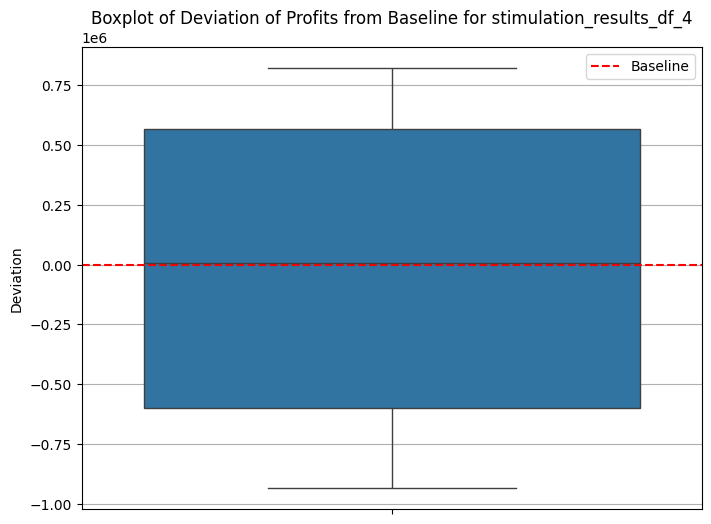 Boxplot of Deviation of Profits from Baseline for stimulation_results_df_4
1e6
Baseline
0.75
0.50
0.25
0.00
−0.25
−0.50
−0.75
−1.00
Deviation